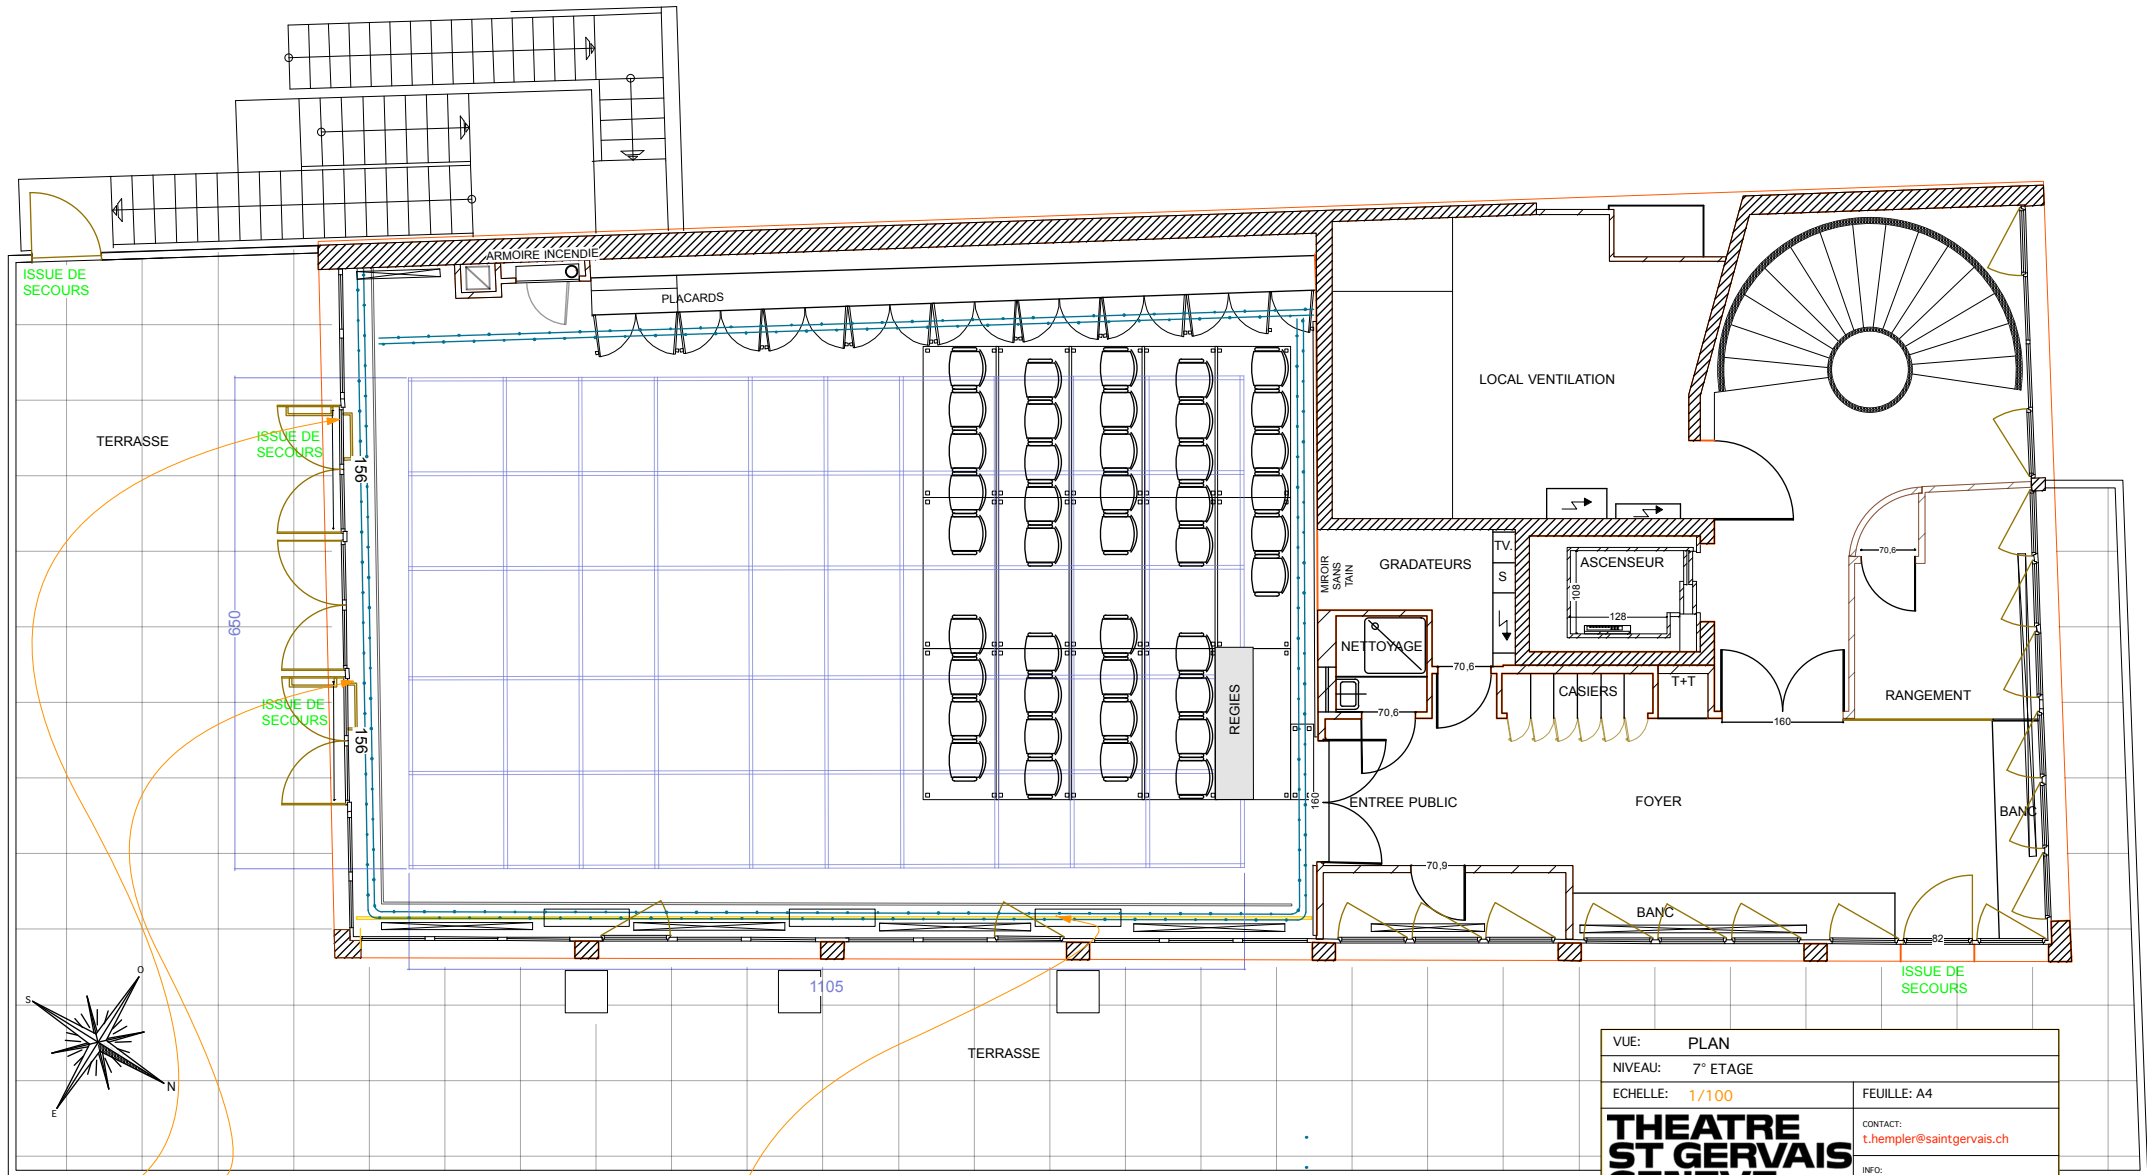 ISSUE DE
SECOURS
ARMOIRE INCENDIE
PLACARDS
TERRASSE
ISSUE DE
SECOURS
156
650
ISSUE DE
SECOURS
156
1105
REGIES
LOCAL VENTILATION
MIROIR
SANS
TAIN
GRADATEURS
TV.
S
ASCENSEUR
108
128
70,6
NETTOYAGE
70,6
70,6
CASIERS
T+T
160
RANGEMENT
160
ENTREE PUBLIC
FOYER
BANC
70,9
BANC
82
ISSUE DE
SECOURS
TERRASSE
O
S
N
E
VUE: PLAN
NIVEAU: 7° ETAGE
ECHELLE: 1/100
FEUILLE: A4
THEATRE
ST GERVAIS
GENEVE
CONTACT:
t.hempler@saintgervais.ch
INFO: